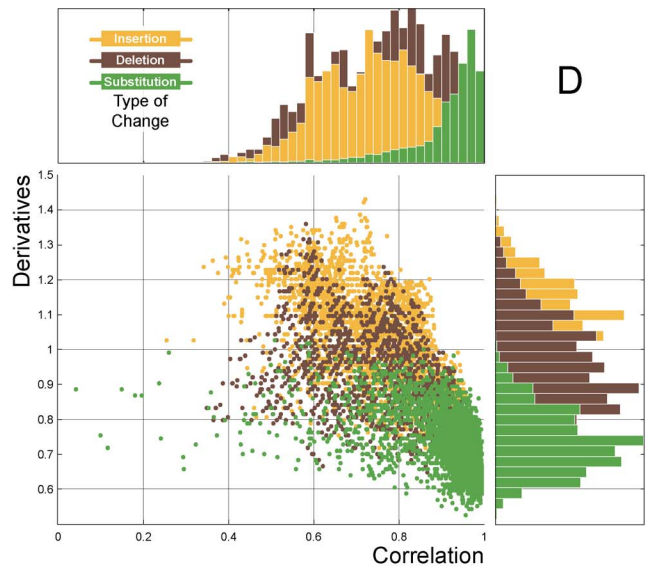 Insertion
Deletion
Substitution
Type of
Change
D
Derivatives
1.5
1.4
1.3
1.2
1.1
1
0.9
0.8
0.7
0.6
0
0.2
0.4
0.6
0.8
1
Correlation